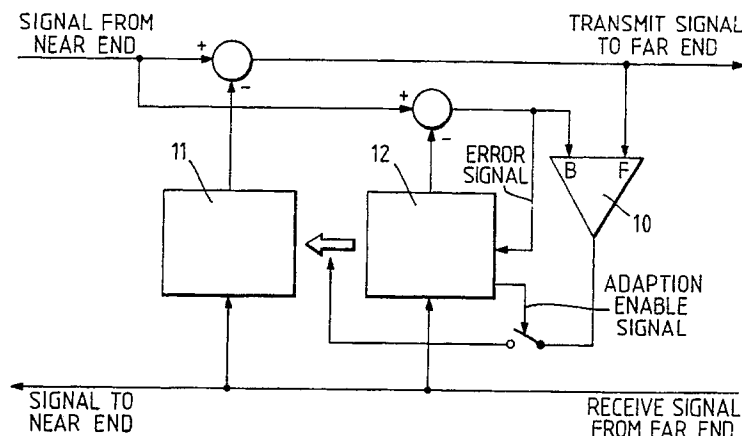 SIGNAL FROM
NEAR END
TRANSMIT SIGNAL
TO FAR END
+
-
+
-
11
12
ERROR
SIGNAL
B
F
10
ADAPTION
ENABLE
SIGNAL
SIGNAL TO
NEAR END
RECEIVE SIGNAL
FROM FAR END